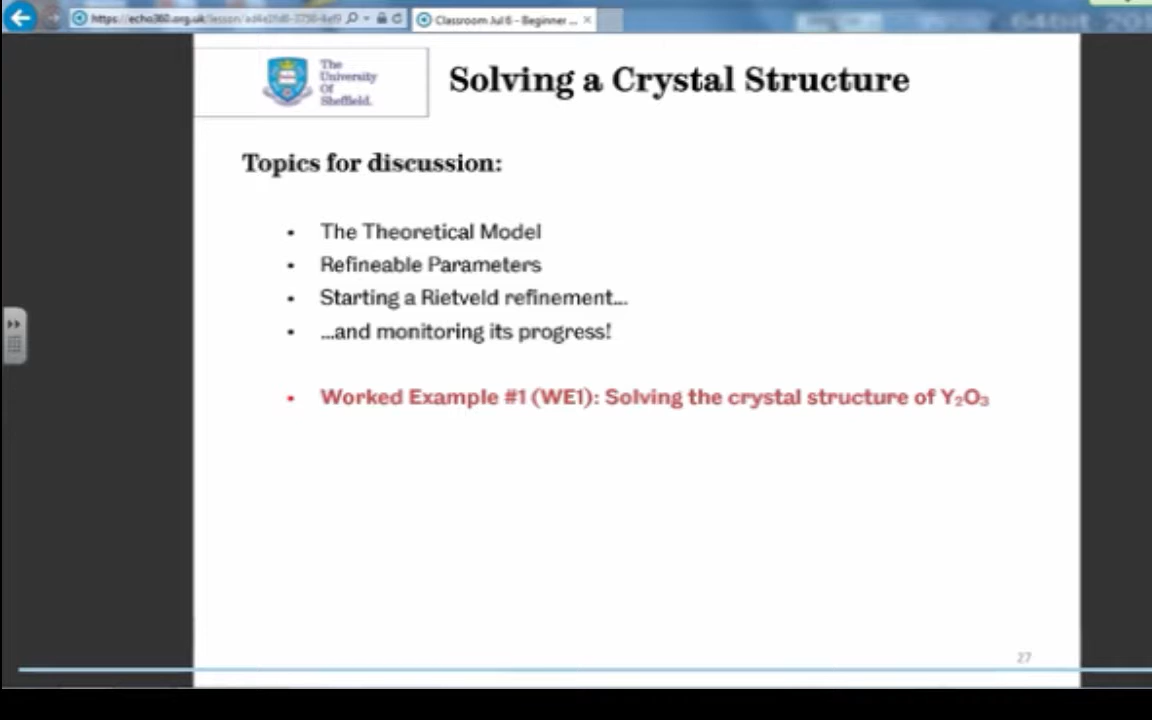 Classroom Jul 6 - Beginner ...
The
University
Of
Sheffield.
Solving a Crystal Structure
Topics for discussion:
• The Theoretical Model
• Refineable Parameters
• Starting a Rietveld refinement...
• ...and monitoring its progress!
• Worked Example #1 (WE1): Solving the crystal structure of Y₂O₃
27